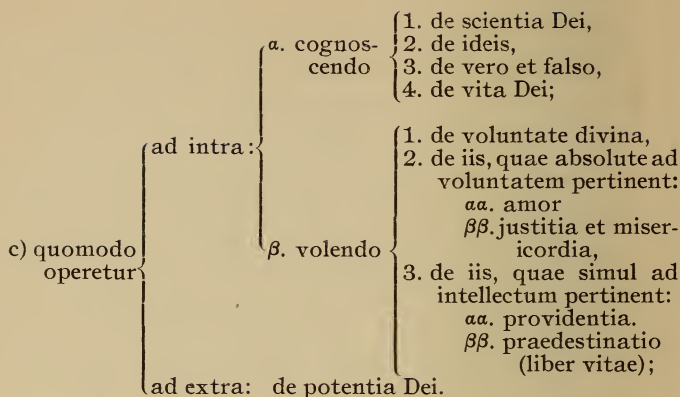 c) quomodo
operetur
ad intra:
α. cognos-
cendo
1. de scientia Dei,
2. de ideis,
3. de vero et falso,
4. de vita Dei;
β. volendo
1. de voluntate divina,
2. de iis, quae absolute ad
voluntatem pertinent:
αα. amor
ββ. justitia et miser-
icordia,
3. de iis, quae simul ad
intellectum pertinent:
αα. providentia.
ββ. praedestinatio
(liber vitae);
ad extra: de potentia Dei.